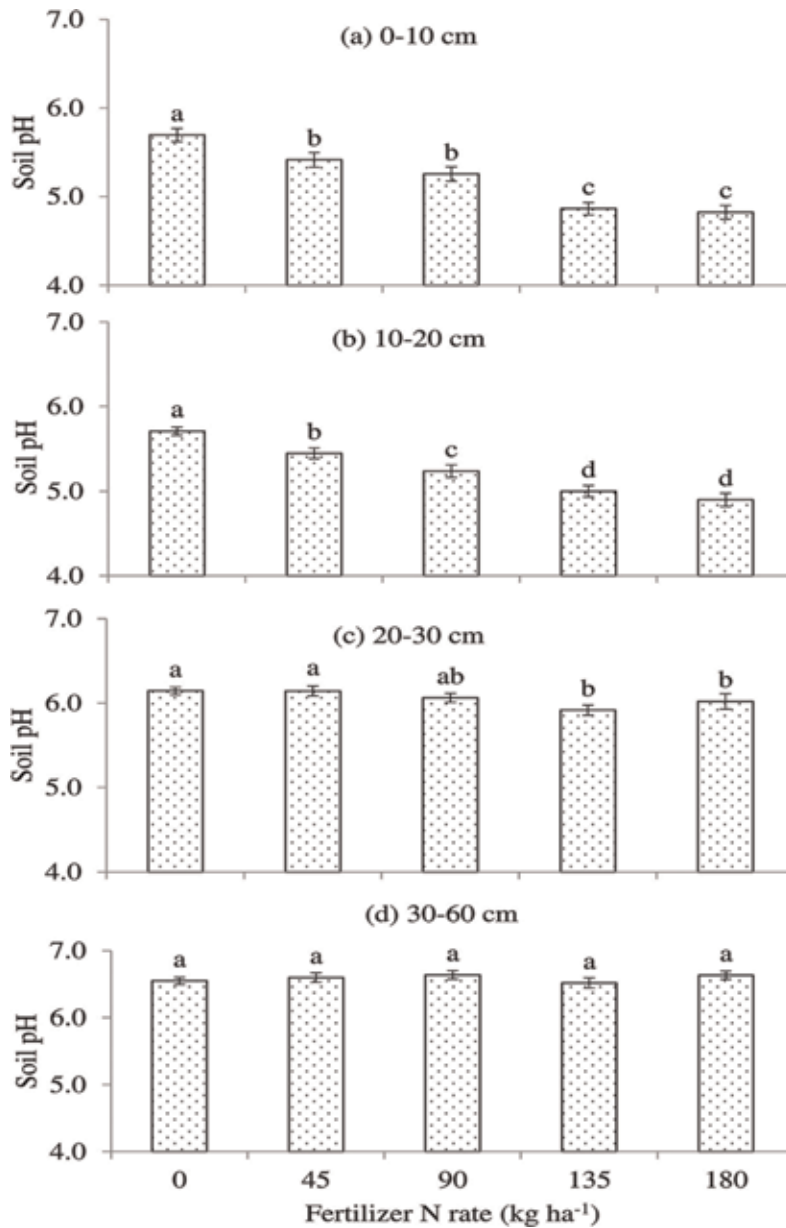 (a) 0-10 cm
7.0
6.0
5.0
4.0
Soil pH
a
b
b
c
c
(b) 10-20 cm
7.0
6.0
5.0
4.0
Soil pH
a
b
c
d
d
(c) 20-30 cm
7.0
6.0
5.0
4.0
Soil pH
a
a
ab
b
b
(d) 30-60 cm
7.0
6.0
5.0
4.0
Soil pH
a
a
a
a
a
0 45 90 135 180
Fertilizer N rate (kg ha⁻¹)